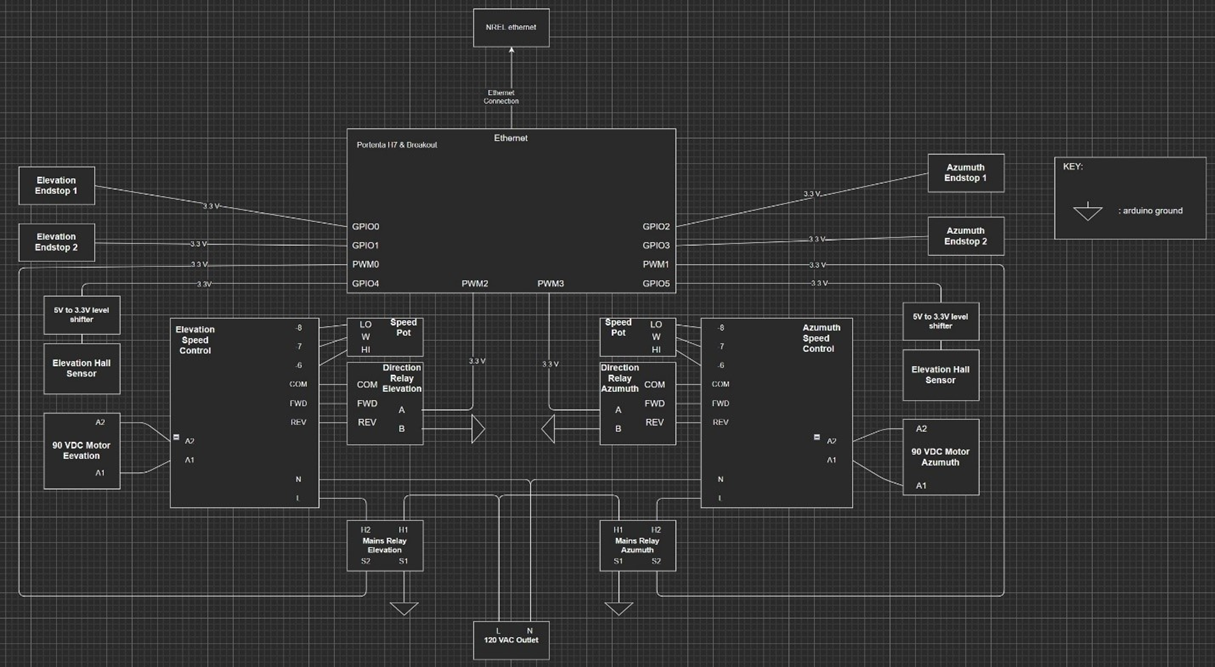 NREL ethernet
Ethernet
Connection
Ethernet
Portenta H7 & Breakout
Elevation
Endstop 1
Elevation
Endstop 2
Azumuth
Endstop 1
Azumuth
Endstop 2
KEY:
: arduino ground
3.3 V
3.3 V
3.3 V
3.3V
3.3 V
3.3 V
3.3 V
3.3 V
GPIO0
GPIO1
PWM0
GPIO4
GPIO2
GPIO3
PWM1
GPIO5
PWM2
PWM3
3.3 V
3.3 V
5V to 3.3V level
shifter
Elevation Hall
Sensor
A2
90 VDC Motor
Eevation
A1
Elevation
Speed
Control
-8
7
-6
COM
FWD
REV
A2
A1
N
L
LO
W
HI
Speed
Pot
Direction
Relay
Elevation
COM
FWD
REV
A
B
Speed
Pot
LO
W
HI
Direction
Relay
Azumuth
COM
FWD
REV
A
B
Azumuth
Speed
Control
-8
7
-6
COM
FWD
REV
A2
A1
N
L
5V to 3.3V level
shifter
Elevation Hall
Sensor
A2
90 VDC Motor
Azumuth
A1
H2 H1
Mains Relay
Elevation
S2 S1
H1 H2
Mains Relay
Azumuth
S1 S2
L N
120 VAC Outlet